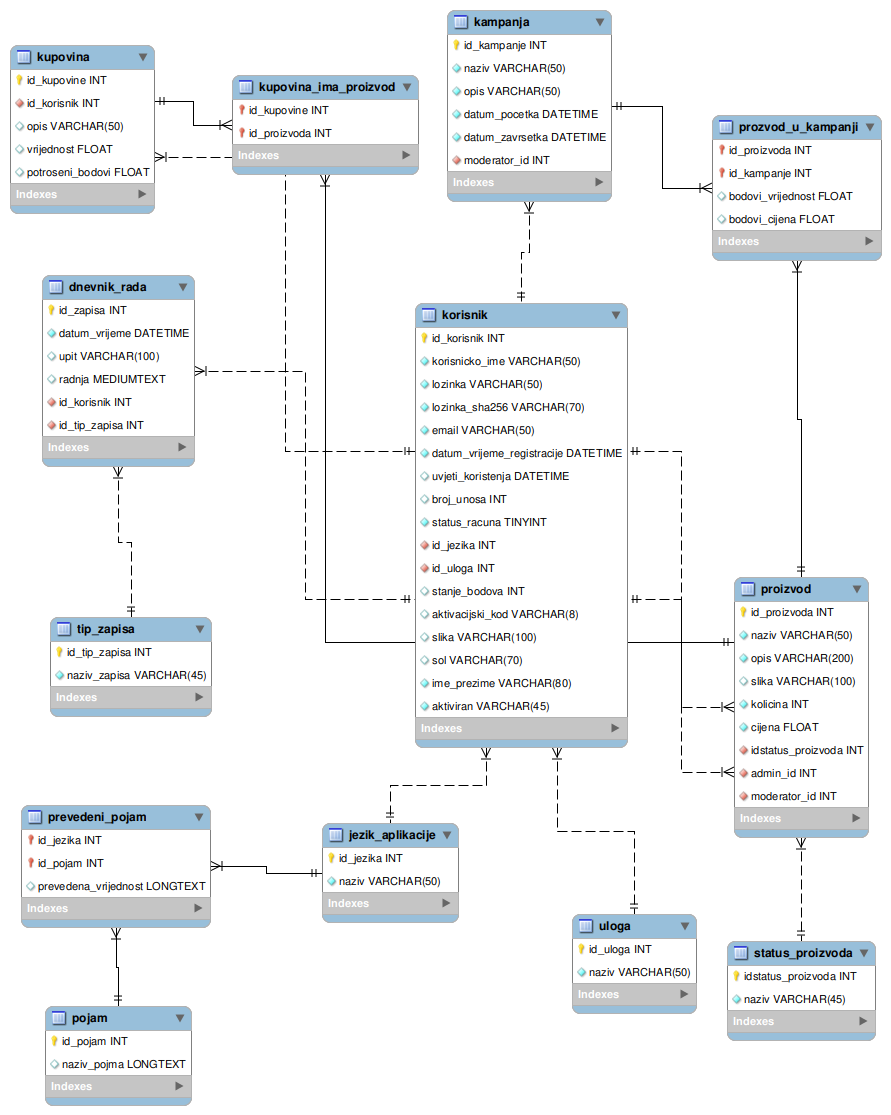 kupovina
id_kupovine INT
id_korisnik INT
opis VARCHAR(50)
vrijednost FLOAT
potroseni_bodovi FLOAT
Indexes
kupovina_ima_proizvod
id_kupovine INT
id_proizvoda INT
Indexes
kampanja
id_kampanje INT
naziv VARCHAR(50)
opis VARCHAR(50)
datum_pocetka DATETIME
datum_zavrsetka DATETIME
moderator_id INT
Indexes
prozvod_u_kampanji
id_proizvoda INT
id_kampanje INT
bodovi_vrijednost FLOAT
bodovi_cijena FLOAT
Indexes
dnevnik_rada
id_zapisa INT
datum_vrijeme DATETIME
upit VARCHAR(100)
radnja MEDIUMTEXT
id_korisnik INT
id_tip_zapisa INT
Indexes
korisnik
id_korisnik INT
korisnicko_ime VARCHAR(50)
lozinka VARCHAR(50)
lozinka_sha256 VARCHAR(70)
email VARCHAR(50)
datum_vrijeme_registracije DATETIME
uvjeti_koristenja DATETIME
broj_unosa INT
status_racuna TINYINT
id_jezika INT
id_uloga INT
stanje_bodova INT
aktivacijski_kod VARCHAR(8)
slika VARCHAR(100)
sol VARCHAR(70)
ime_prezime VARCHAR(80)
aktiviran VARCHAR(45)
Indexes
tip_zapisa
id_tip_zapisa INT
naziv_zapisa VARCHAR(45)
Indexes
proizvod
id_proizvoda INT
naziv VARCHAR(50)
opis VARCHAR(200)
slika VARCHAR(100)
kolicina INT
cijena FLOAT
idstatus_proizvoda INT
admin_id INT
moderator_id INT
Indexes
prevedeni_pojam
id_jezika INT
id_pojam INT
prevedena_vrijednost LONGTEXT
Indexes
jezik_aplikacije
id_jezika INT
naziv VARCHAR(50)
Indexes
uloga
id_uloga INT
naziv VARCHAR(50)
Indexes
status_proizvoda
idstatus_proizvoda INT
naziv VARCHAR(45)
Indexes
pojam
id_pojam INT
naziv_pojma LONGTEXT
Indexes